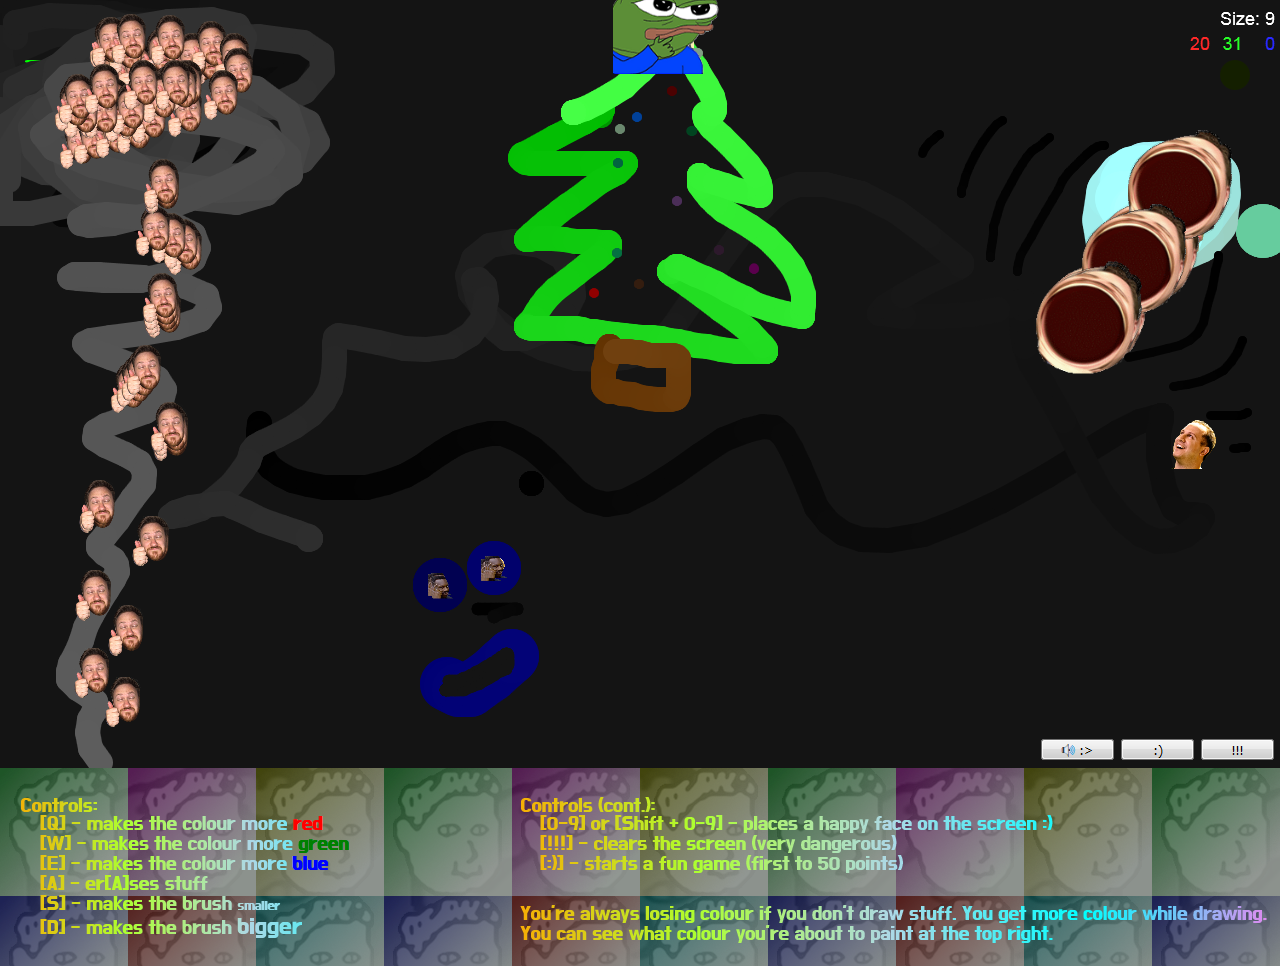 Size: 9
20 31 0
:>
:)
!!!
Controls:
[Q] - makes the colour more red
[W] - makes the colour more green
[E] - makes the colour more blue
[A] - er[A]ses stuff
[S] - makes the brush smaller
[D] - makes the brush bigger
Controls (cont.):
[0-9] or [Shift + 0-9] - places a happy face on the screen :)
[!!!] - clears the screen (very dangerous)
[:)] - starts a fun game (first to 50 points)
You're always losing colour if you don't draw stuff. You get more colour while drawing.
You can see what colour you're about to paint at the top right.